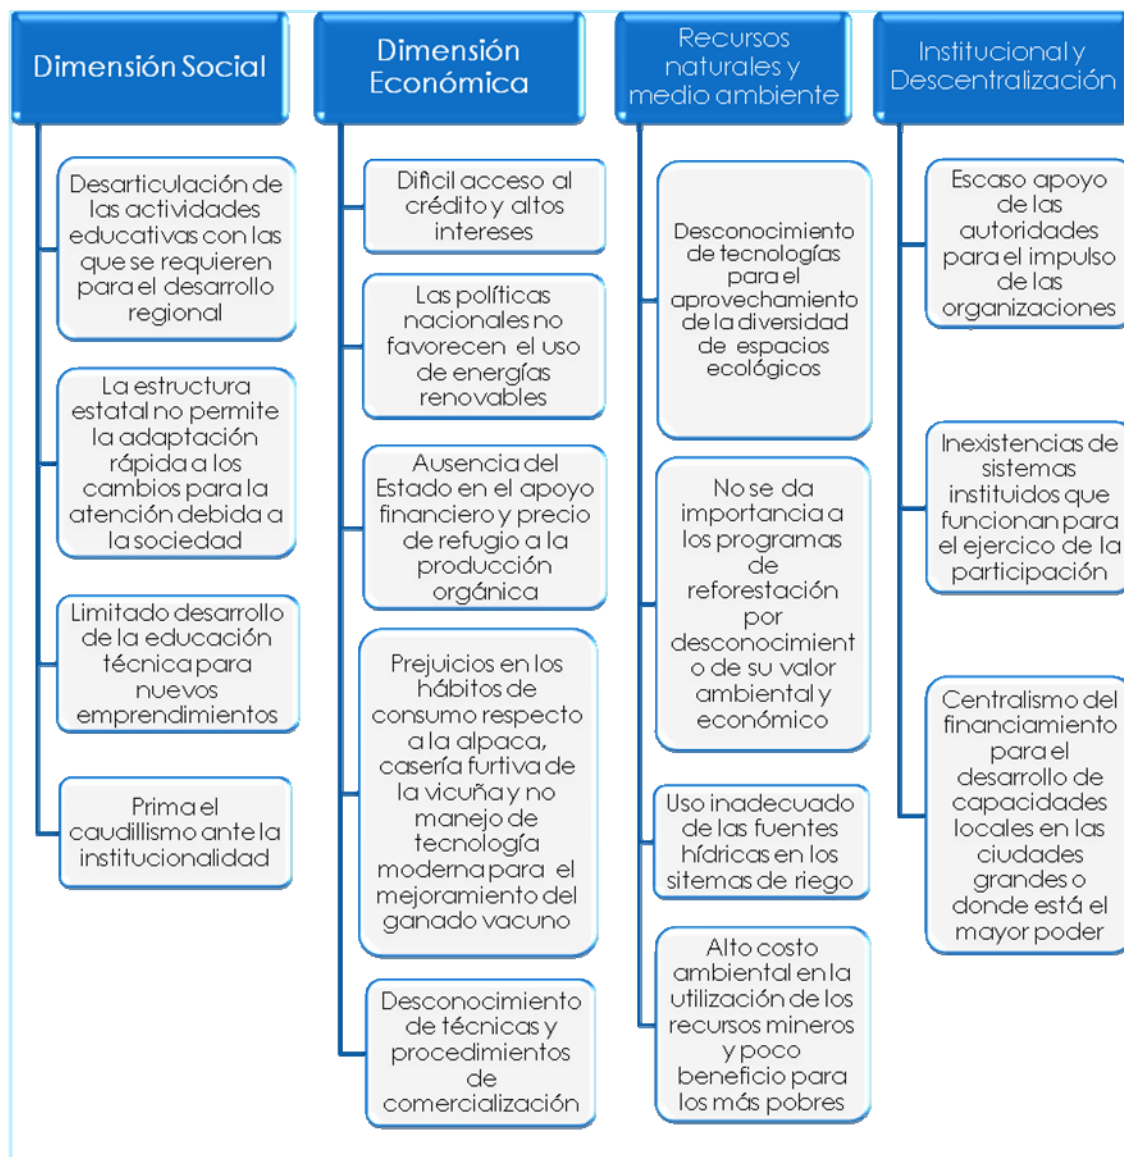 Dimensión Social
Desarticulación de
las actividades
educativas con las
que se requieren
para el desarrollo
regional
La estructura
estatal no permite
la adaptación
rápida a los
cambios para la
atención debida a
la sociedad
Limitado desarrollo
de la educación
técnica para
nuevos
emprendimientos
Prima el
caudillismo ante la
institucionalidad
Dimensión
Económica
Difícil acceso al
crédito y altos
intereses
Las políticas
nacionales no
favorecen el uso
de energías
renovables
Ausencia del
Estado en el apoyo
financiero y precio
de refugio a la
producción
orgánica
Prejuicios en los
hábitos de
consumo respecto
a la alpaca,
casería furtiva de
la vicuña y no
manejo de
tecnología
moderna para el
mejoramiento del
ganado vacuno
Desconocimiento
de técnicas y
procedimientos
de
comercialización
Recursos
naturales y
medio ambiente
Desconocimiento
de tecnologías
para el
aprovechamiento
de la diversidad
de espacios
ecológicos
No se da
importancia a
los programas
de
reforestación
por
desconocimient
o de su valor
ambiental y
económico
Uso inadecuado
de las fuentes
hídricas en los
sitemas de riego
Alto costo
ambiental en la
utilización de los
recursos mineros
y poco
beneficio para
los más pobres
Institucional y
Descentralización
Escaso apoyo
de las
autoridades
para el impulso
de las
organizaciones
Inexistencias de
sistemas
instituidos que
funcionan para
el ejercico de la
participación
Centralismo del
financiamiento
para el
desarrollo de
capacidades
locales en las
ciudades
grandes o
donde está el
mayor poder